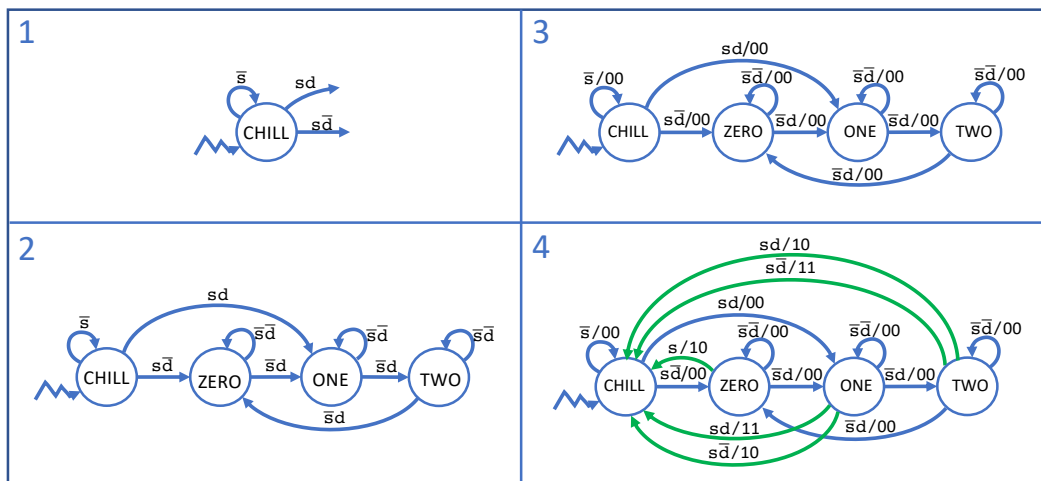 1
s̅
sd
sd̅
CHILL
2
sd
s̅
s̅d̅
s̅d̅
s̅d̅
CHILL
sd̅
ZERO
s̅d
ONE
s̅d
TWO
s̅d
3
sd/00
s̅/00
s̅d̅/00
s̅d̅/00
s̅d̅/00
CHILL
sd̅/00
ZERO
s̅d/00
ONE
s̅d/00
TWO
s̅d/00
4
sd/10
sd̅/11
sd/00
s̅/00
s̅d̅/00
s̅d̅/00
s̅d̅/00
s/10
CHILL
sd̅/00
ZERO
s̅d/00
ONE
s̅d/00
TWO
sd/11
s̅d/00
sd̅/10